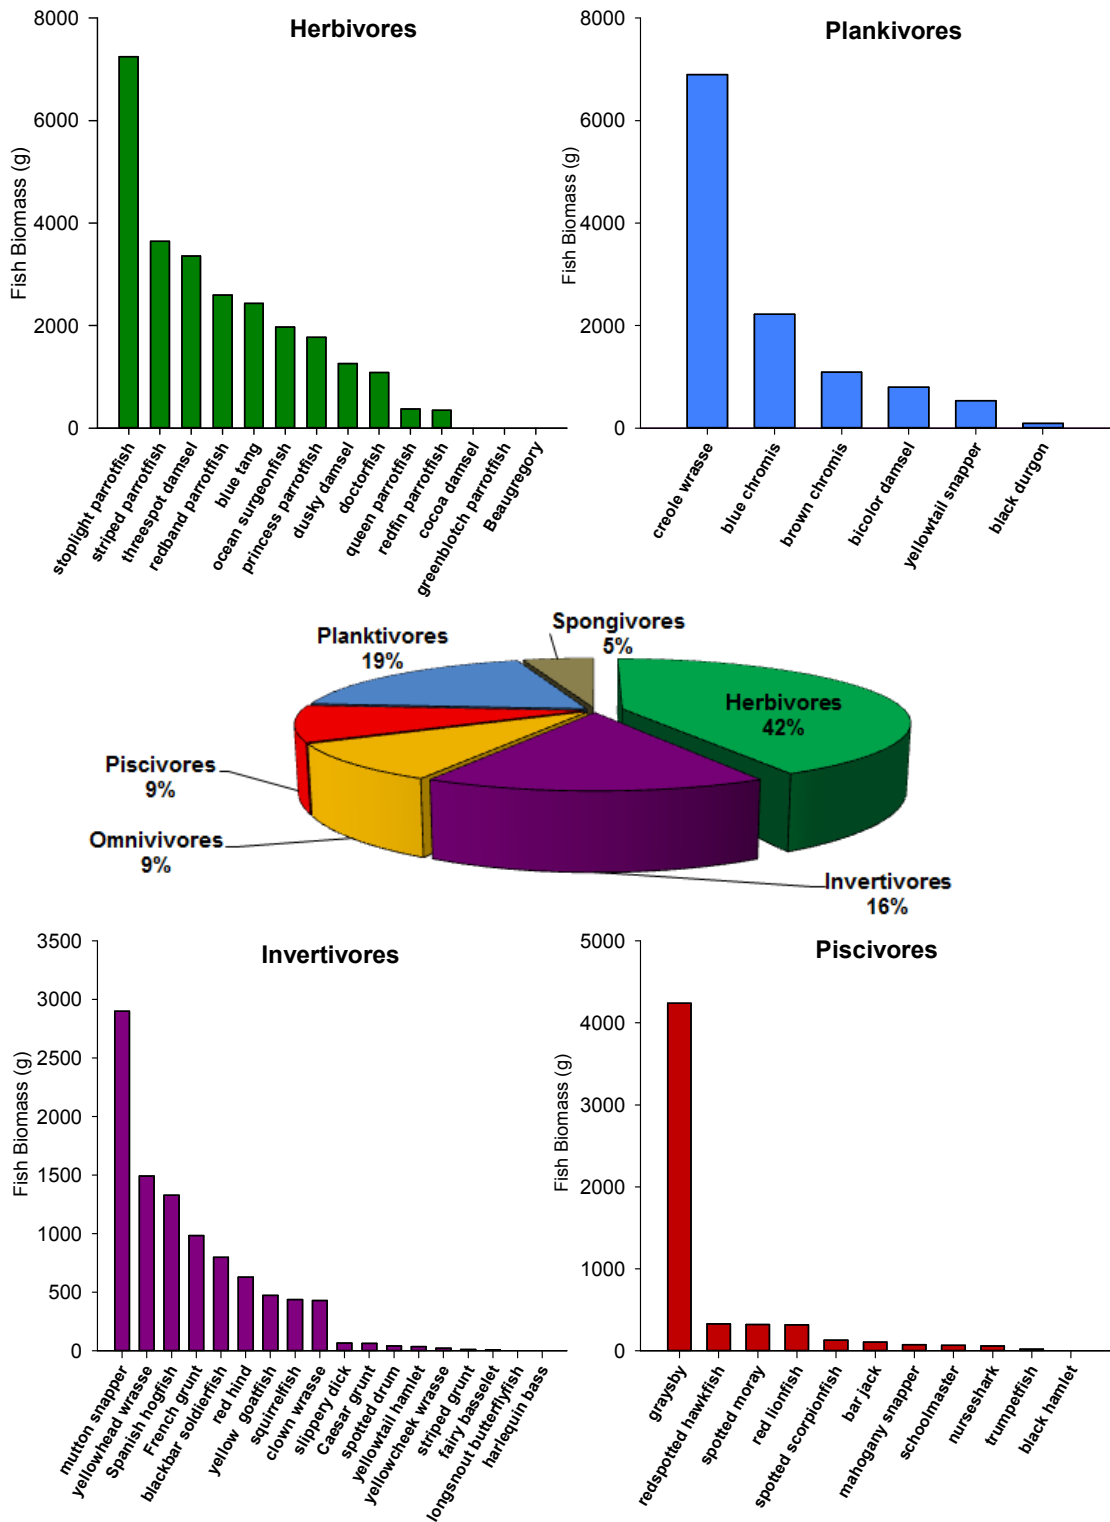 Herbivores
Fish Biomass (g)
8000
6000
4000
2000
0
stoplight parrotfish
striped parrotfish
threespot damsel
redband parrotfish
blue tang
ocean surgeonfish
princess parrotfish
dusky damsel
doctorfish
queen parrotfish
redfin parrotfish
cocoa damsel
greenblotch parrotfish
Beaugregory
Plankivores
Fish Biomass (g)
8000
6000
4000
2000
0
creole wrasse
blue chromis
brown chromis
bicolor damsel
yellowtail snapper
black durgon
Planktivores
19%
Spongivores
5%
Herbivores
42%
Piscivores
9%
Omnivivores
9%
Invertivores
16%
Invertivores
Fish Biomass (g)
3500
3000
2500
2000
1500
1000
500
0
mutton snapper
yellowhead wrasse
Spanish hogfish
French grunt
blackbar soldierfish
red hind
yellow goatfish
squirrelfish
clown wrasse
slippery dick
Caesar grunt
spotted drum
yellowtail hamlet
yellowcheek wrasse
striped grunt
fairy basselet
longsnout butterflyfish
harlequin bass
Piscivores
Fish Biomass (g)
5000
4000
3000
2000
1000
0
graysby
redspotted hawkfish
spotted moray
red lionfish
spotted scorpionfish
bar jack
mahogany snapper
schoolmaster
nurseshark
trumpetfish
black hamlet